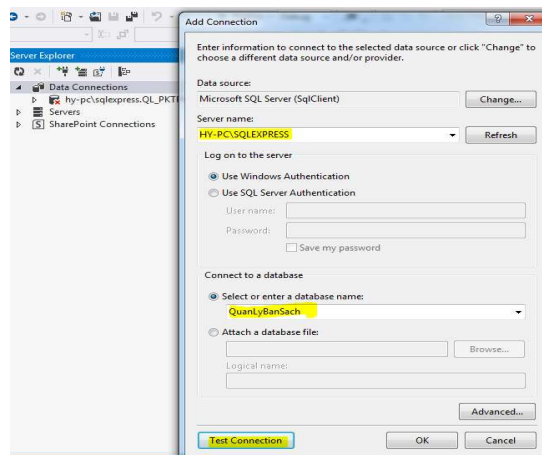 Server Explorer
Data Connections
hy-pc\sqlexpress.QL_PKT
Servers
SharePoint Connections
Add Connection
Enter information to connect to the selected data source or click "Change" to
choose a different data source and/or provider.
Data source:
Microsoft SQL Server (SqlClient)
Change...
Server name:
HY-PC\SQLEXPRESS
Refresh
Log on to the server
Use Windows Authentication
Use SQL Server Authentication
User name:
Password:
Save my password
Connect to a database
Select or enter a database name:
QuanLyBanSach
Attach a database file:
Browse...
Logical name:
Advanced...
Test Connection
OK
Cancel